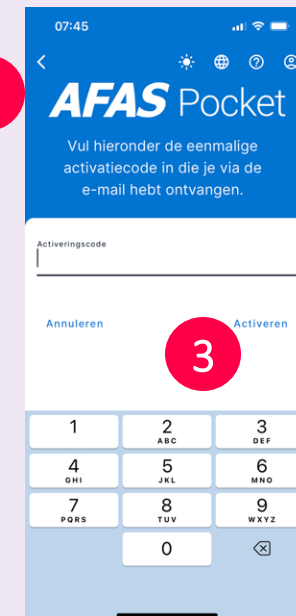 07:45
AFAS Pocket
Vul hieronder de eenmalige
activatiecode in die je via de
e-mail hebt ontvangen.
Activeringscode
Annuleren
Activeren
3
1
2
ABC
3
DEF
4
GHI
5
JKL
6
MNO
7
PQRS
8
TUV
9
WXYZ
0